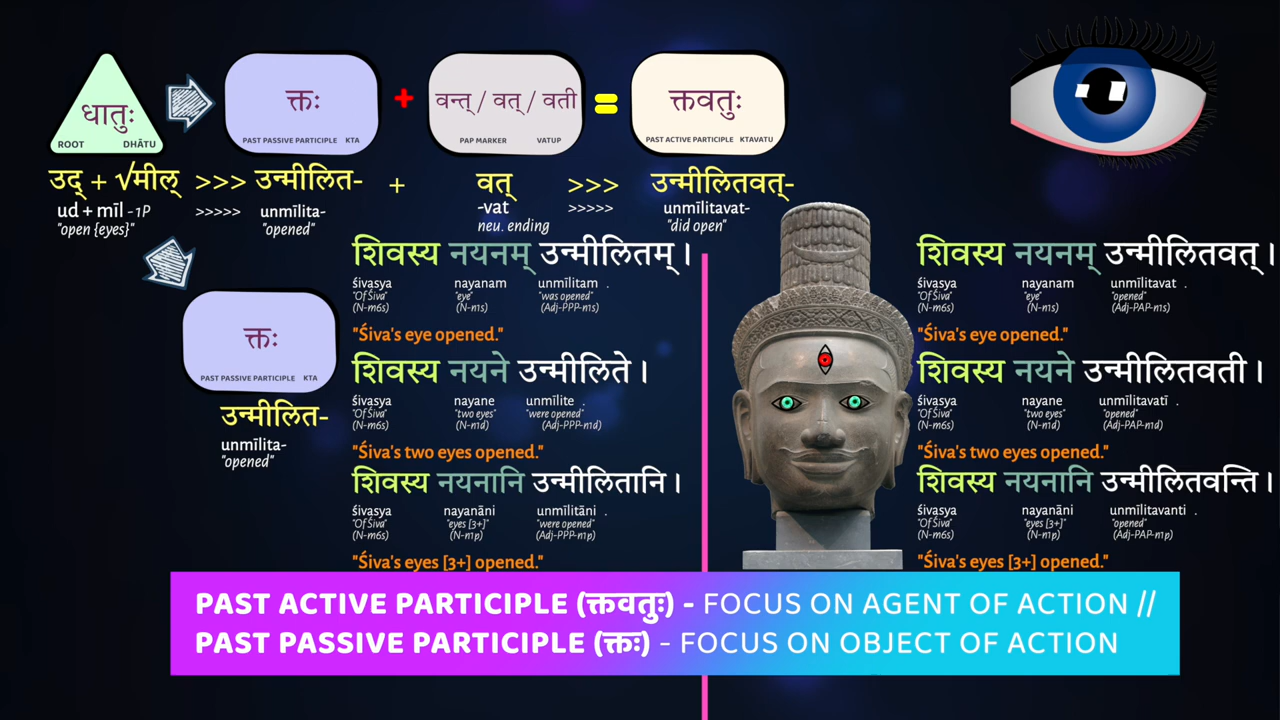 धातुः
ROOT DHĀTU
क्तः
PAST PASSIVE PARTICIPLE KTA
+
वन्त् / वत् / वती
PAP MARKER VATUP
=
क्तवतुः
PAST ACTIVE PARTICIPLE KTAVATU
उद् + √मील् >>> उन्मीलित- + वत् >>> उन्मीलितवत्-
ud + mīl -1P >>>>> unmīlita- -vat >>>>> unmīlitavat-
"open {eyes}" "opened" neu. ending "did open"
क्तः
PAST PASSIVE PARTICIPLE KTA
उन्मीलित-
unmīlita-
"opened"
शिवस्य नयनम् उन्मीलितम् ।
śivasya nayanam unmīlitam .
"Of Śiva" "eye" "was opened"
(N-m6s) (N-n1s) (Adj-PPP-n1s)
"Śiva's eye opened."
शिवस्य नयने उन्मीलिते ।
śivasya nayane unmīlite .
"Of Śiva" "two eyes" "were opened"
(N-m6s) (N-n1d) (Adj-PPP-n1d)
"Śiva's two eyes opened."
शिवस्य नयनानि उन्मीलितानि ।
śivasya nayanāni unmīlitāni .
"Of Śiva" "eyes [3+]" "were opened"
(N-m6s) (N-n1p) (Adj-PPP-n1p)
"Śiva's eyes [3+] opened."
शिवस्य नयनम् उन्मीलितवत् ।
śivasya nayanam unmīlitavat .
"Of Śiva" "eye" "opened"
(N-m6s) (N-n1s) (Adj-PAP-n1s)
"Śiva's eye opened."
शिवस्य नयने उन्मीलितवती ।
śivasya nayane unmīlitavatī .
"Of Śiva" "two eyes" "opened"
(N-m6s) (N-n1d) (Adj-PAP-n1d)
"Śiva's two eyes opened."
शिवस्य नयनानि उन्मीलितवन्ति ।
śivasya nayanāni unmīlitavanti .
"Of Śiva" "eyes [3+]" "opened"
(N-m6s) (N-n1p) (Adj-PAP-n1p)
"Śiva's eyes [3+] opened."
PAST ACTIVE PARTICIPLE (क्तवतुः) - FOCUS ON AGENT OF ACTION //
PAST PASSIVE PARTICIPLE (क्तः) - FOCUS ON OBJECT OF ACTION